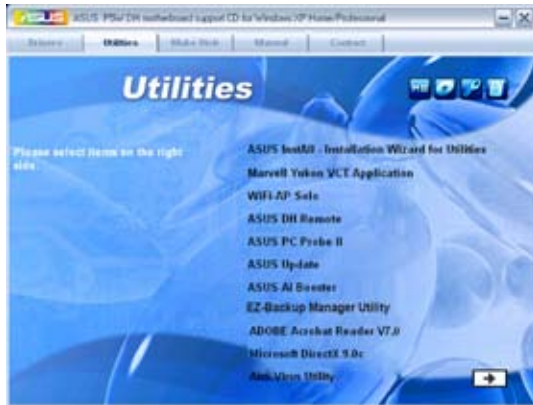 ASUS
ASUS P5W DH motherboard support CD for Windows XP Home/Professional
Drivers
Utilities
Make Disk
Manual
Contact
Utilities
Please select items on the right
side.
ASUS InstAll - Installation Wizard for Utilities
Marvell Yukon VCT Application
WiFi-AP Solo
ASUS DH Remote
ASUS PC Probe II
ASUS Update
ASUS AI Booster
EZ-Backup Manager Utility
ADOBE Acrobat Reader V7.0
Microsoft DirectX 9.0c
Anti-Virus Utility